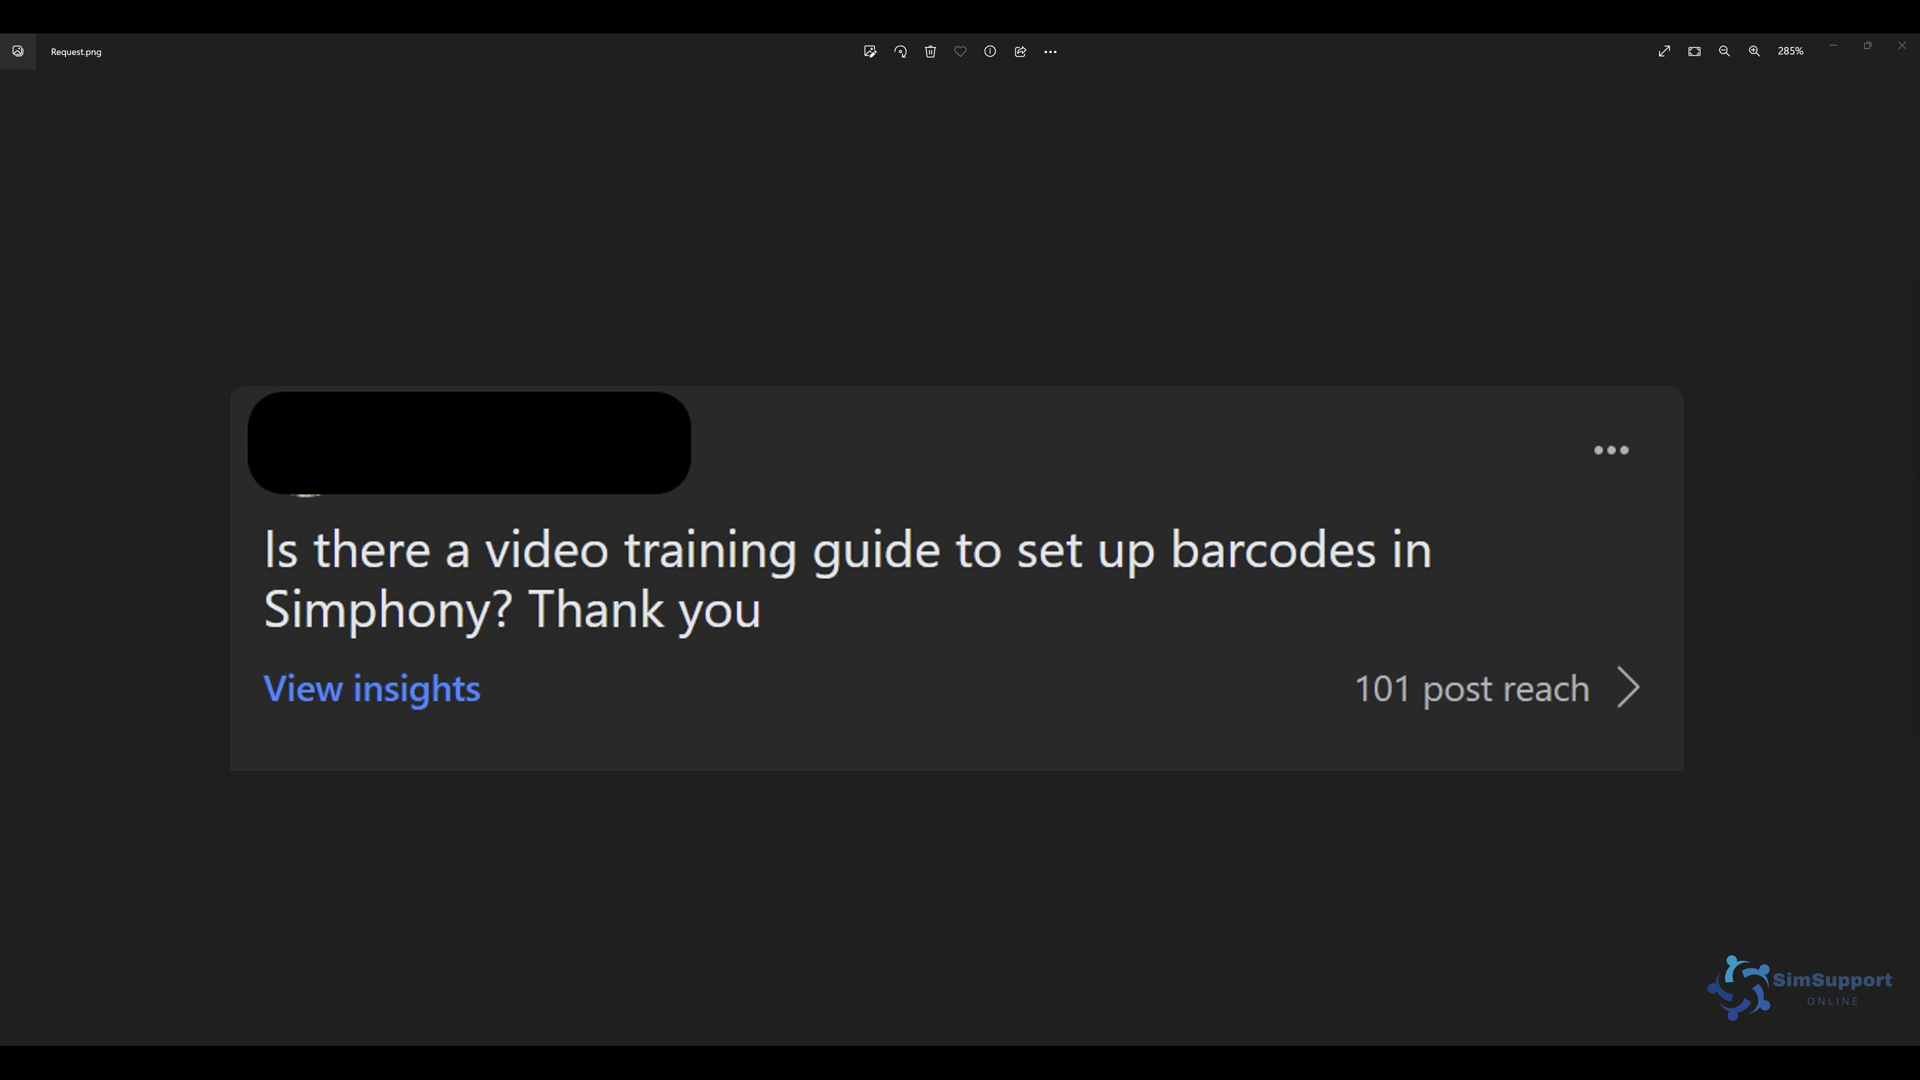 Request.png
285%
Is there a video training guide to set up barcodes in
Simphony? Thank you
View insights
101 post reach
SimSupport
ONLINE